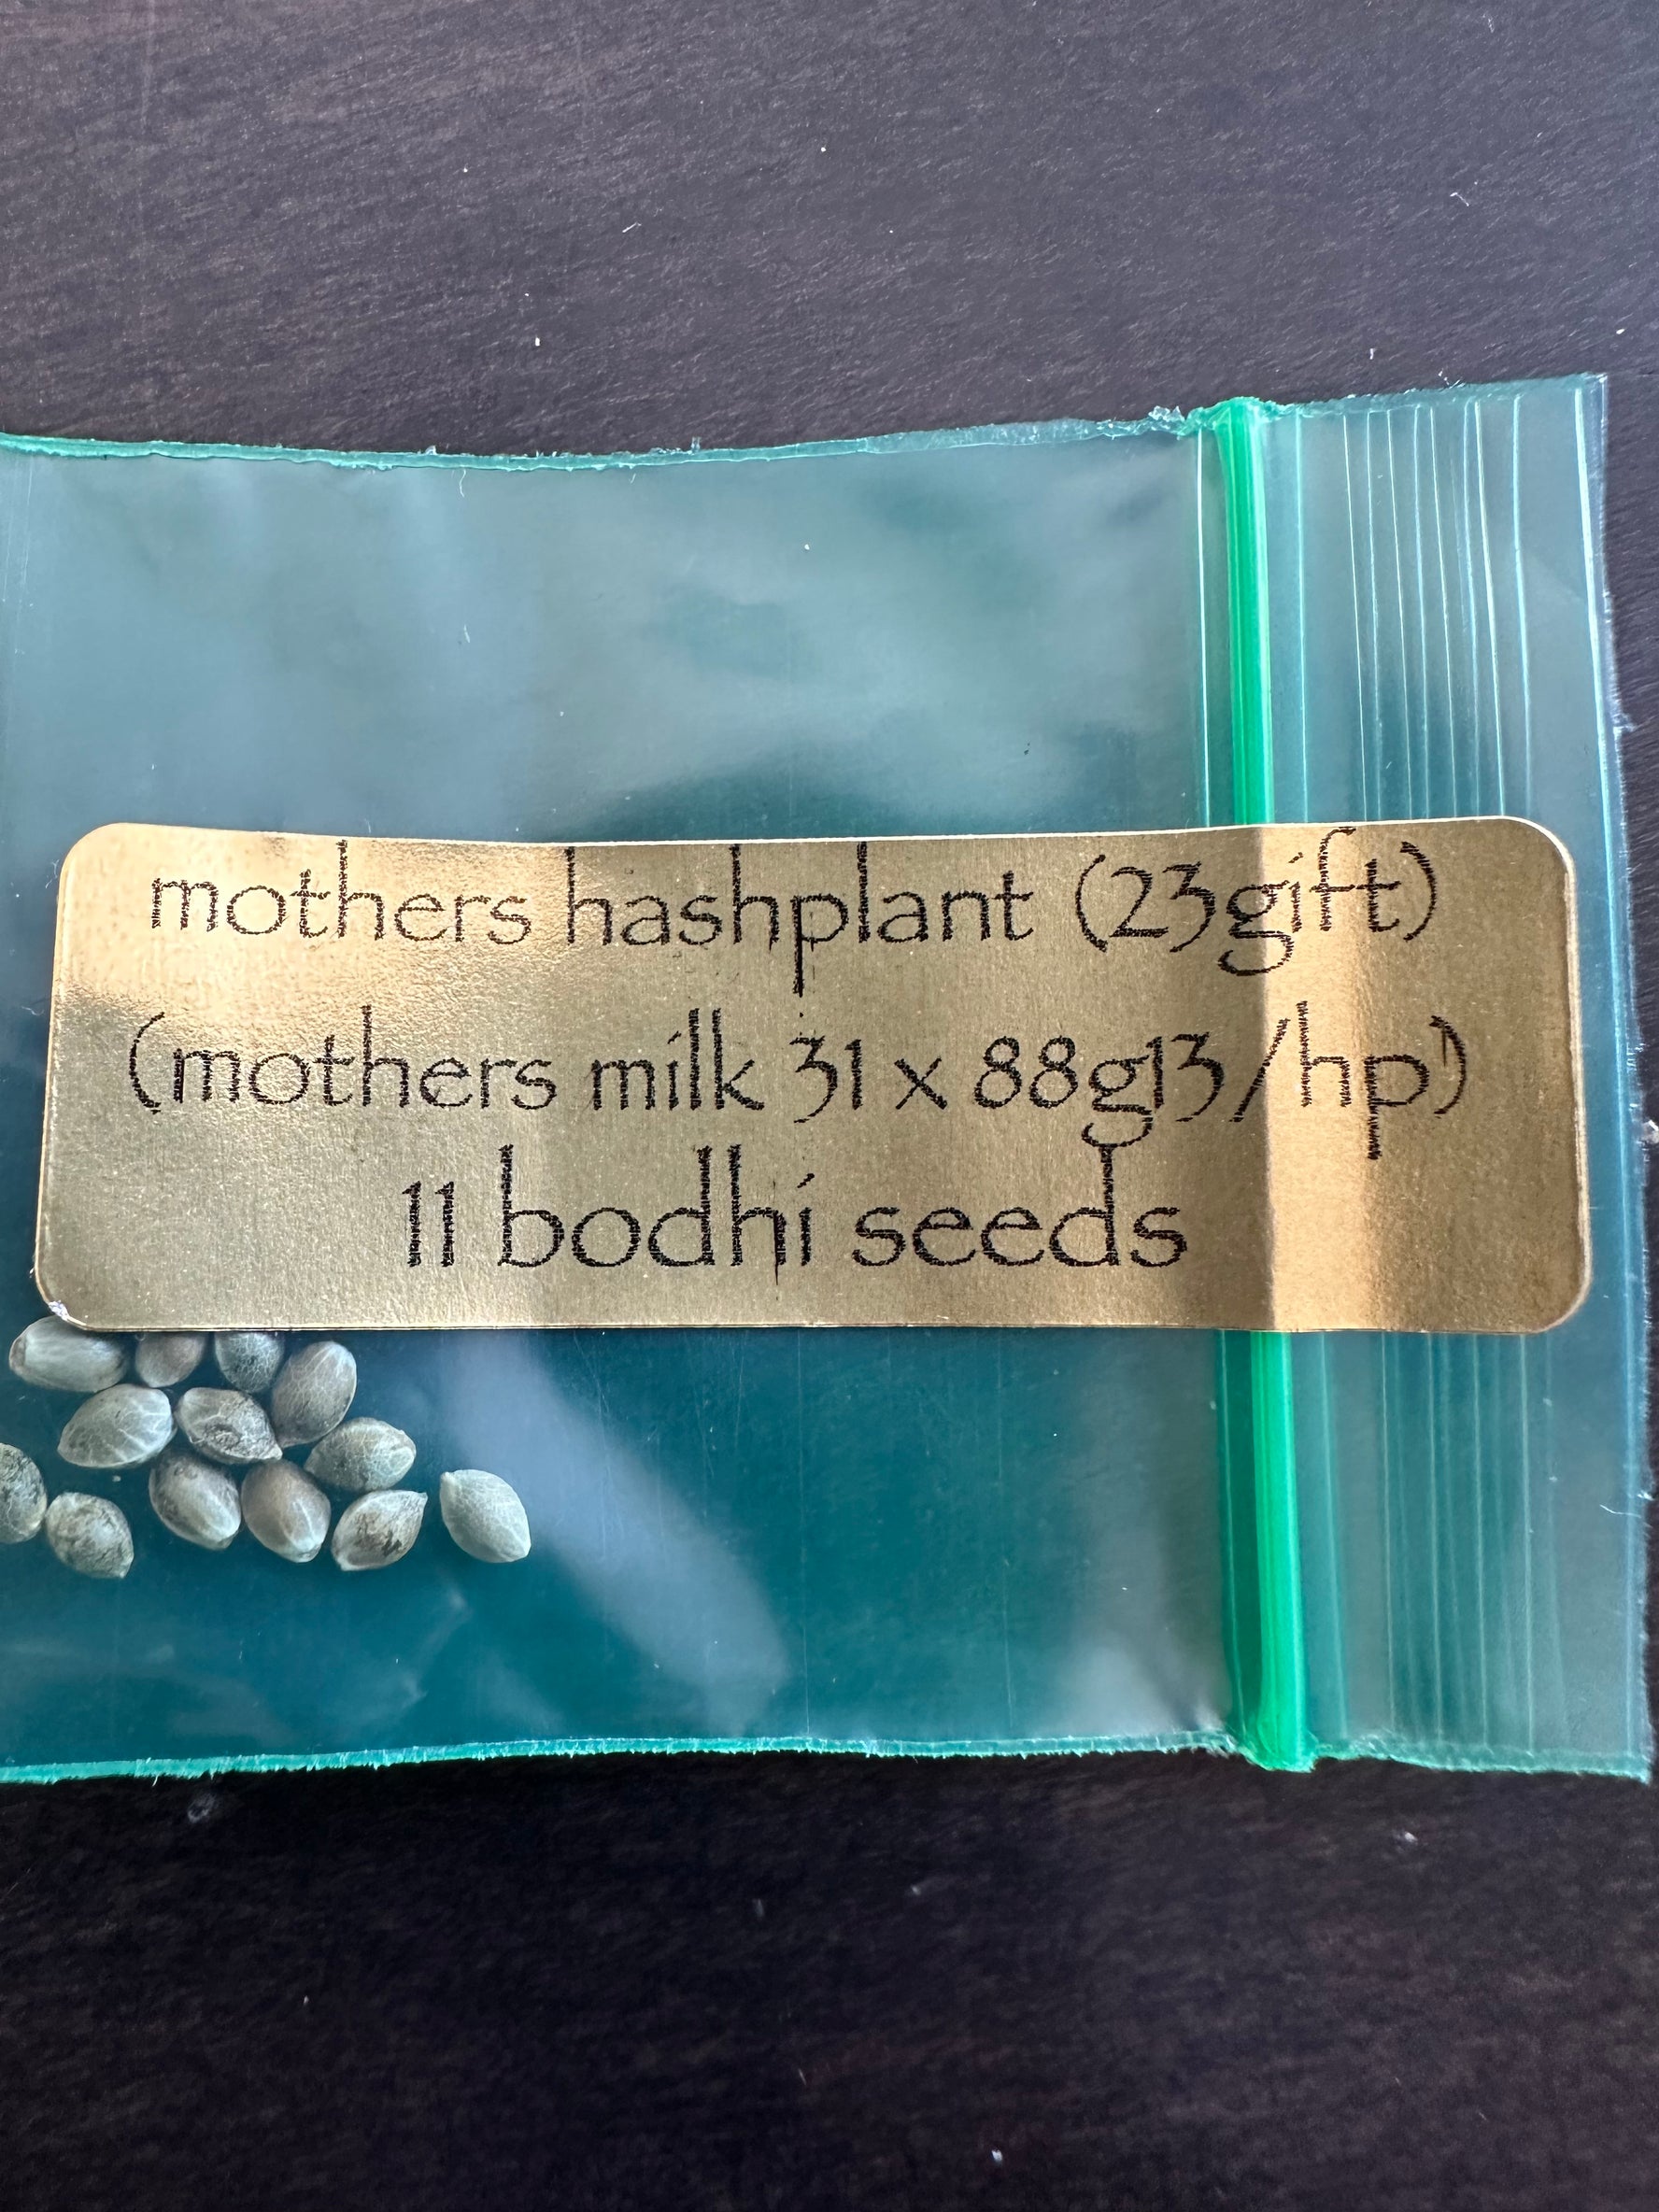 mothers hashplant (23gift)
(mothers milk 31 x 88g13/hp)
11 bodhi seeds